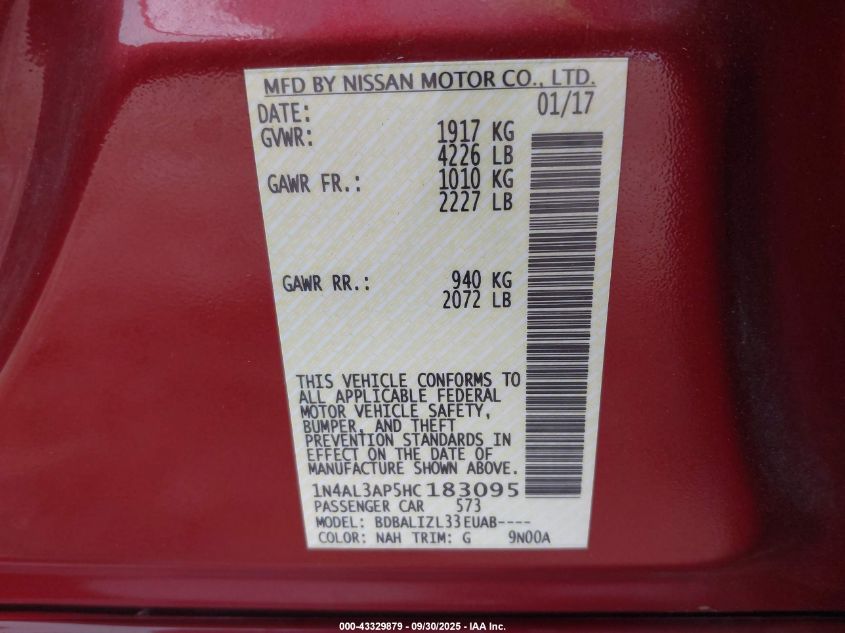 MFD BY NISSAN MOTOR CO., LTD.
DATE: 01/17
GVWR: 1917 KG
4226 LB
GAWR FR.: 1010 KG
2227 LB
GAWR RR.: 940 KG
2072 LB
THIS VEHICLE CONFORMS TO
ALL APPLICABLE FEDERAL
MOTOR VEHICLE SAFETY,
BUMPER, AND THEFT
PREVENTION STANDARDS IN
EFFECT ON THE DATE OF
MANUFACTURE SHOWN ABOVE.
1N4AL3AP5HC183095
PASSENGER CAR 573
MODEL: BDBALIZL33EUAB----
COLOR: NAH TRIM: G 9N00A
000-43329879 - 09/30/2025 - IAA Inc.